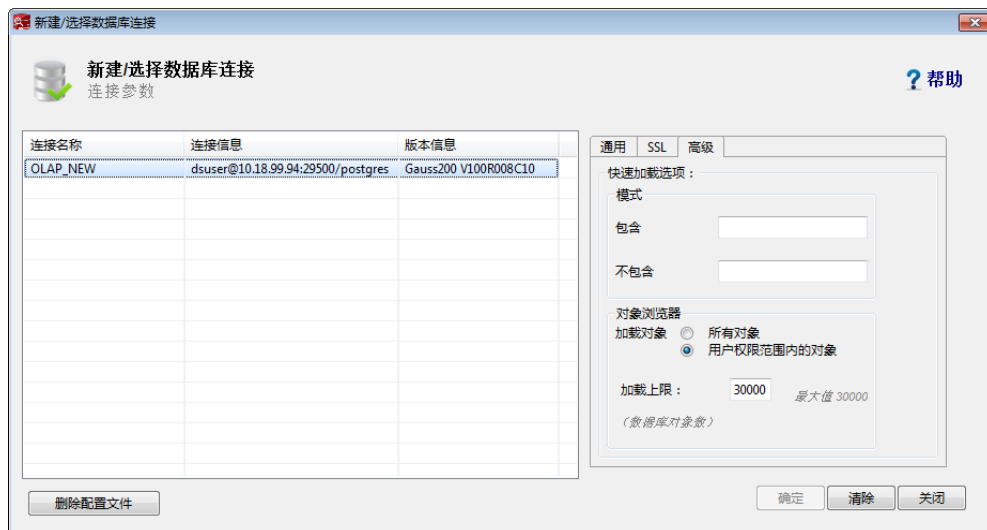 新建/选择数据库连接
新建/选择数据库连接
连接参数
帮助
连接名称 连接信息 版本信息
OLAP_NEW dsuser@10.18.99.94:29500/postgres Gauss200 V100R008C10
通用 SSL 高级
快速加载选项：
模式
包含
不包含
对象浏览器
加载对象 所有对象
用户权限范围内的对象
加载上限： 30000 最大值 30000
（数据库对象数）
删除配置文件 确定 清除 关闭